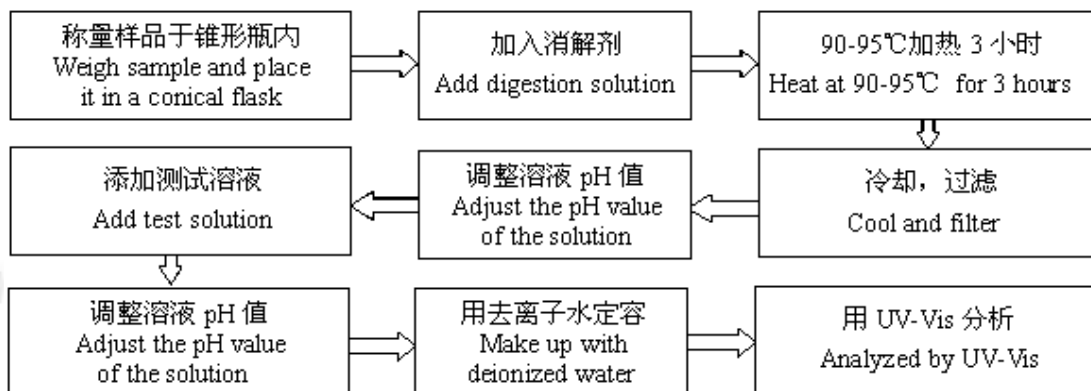 称量样品于锥形瓶内
Weigh sample and place
it in a conical flask
加入消解剂
Add digestion solution
90-95℃加热 3 小时
Heat at 90-95℃ for 3 hours
冷却，过滤
Cool and filter
调整溶液 pH 值
Adjust the pH value
of the solution
添加测试溶液
Add test solution
调整溶液 pH 值
Adjust the pH value
of the solution
用去离子水定容
Make up with
deionized water
用 UV-Vis 分析
Analyzed by UV-Vis